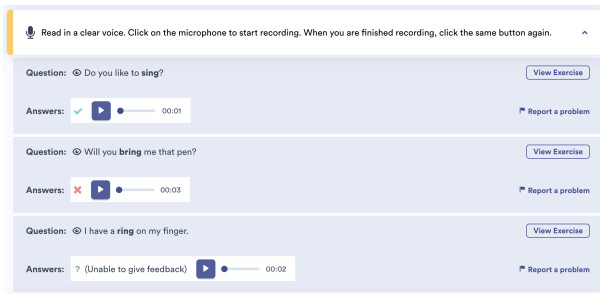 Read in a clear voice. Click on the microphone to start recording. When you are finished recording, click the same button again.
Question: Do you like to sing? View Exercise
Answers: 00:01 Report a problem
Question: Will you bring me that pen? View Exercise
Answers: 00:03 Report a problem
Question: I have a ring on my finger. View Exercise
Answers: ? (Unable to give feedback) 00:02 Report a problem